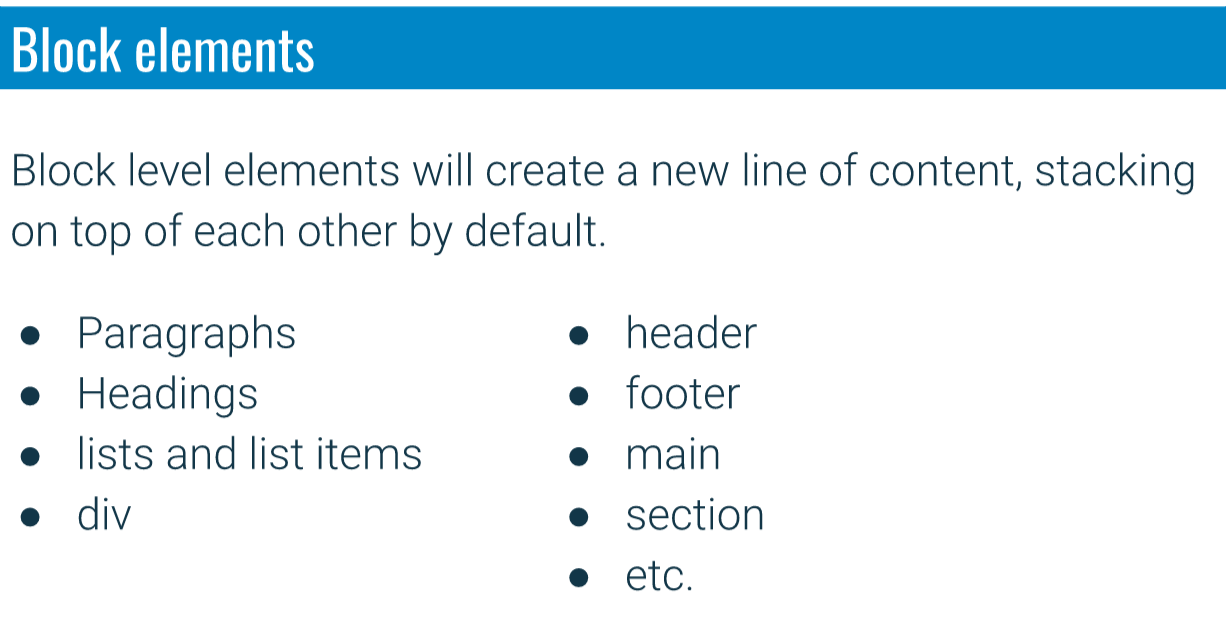 Block elements
Block level elements will create a new line of content, stacking
on top of each other by default.
● Paragraphs
● Headings
● lists and list items
● div
● header
● footer
● main
● section
● etc.